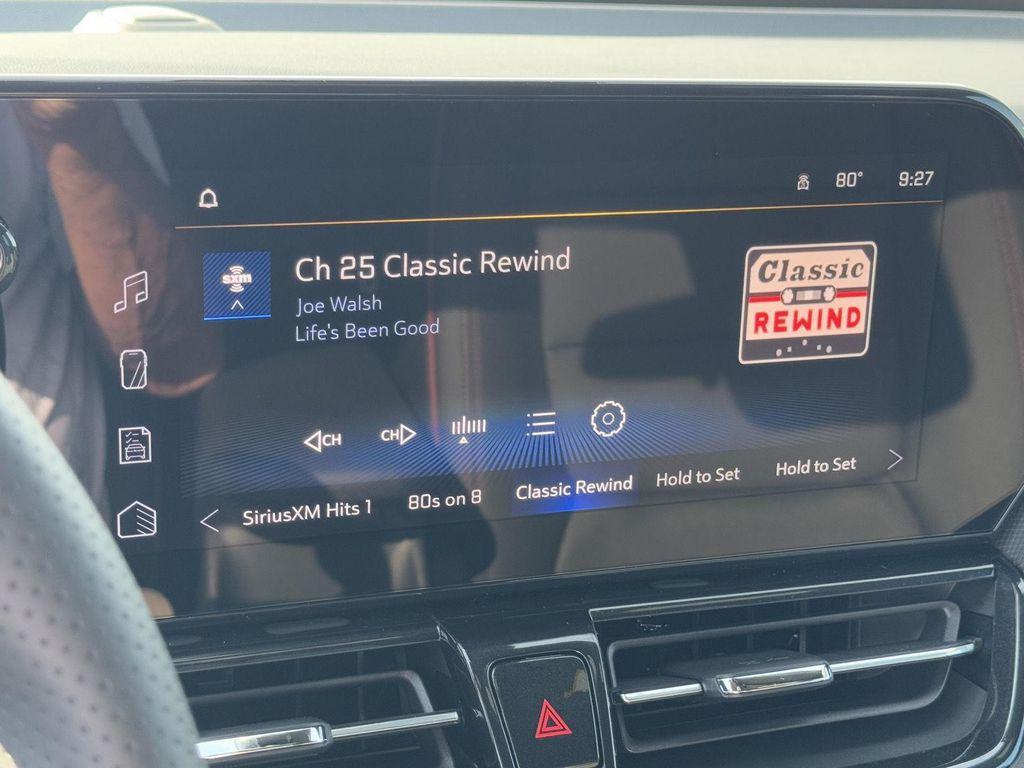 80° 9:27
sxm
Ch 25 Classic Rewind
Joe Walsh
Life's Been Good
Classic
REWIND
CH CH
SiriusXM Hits 1 80s on 8 Classic Rewind Hold to Set Hold to Set